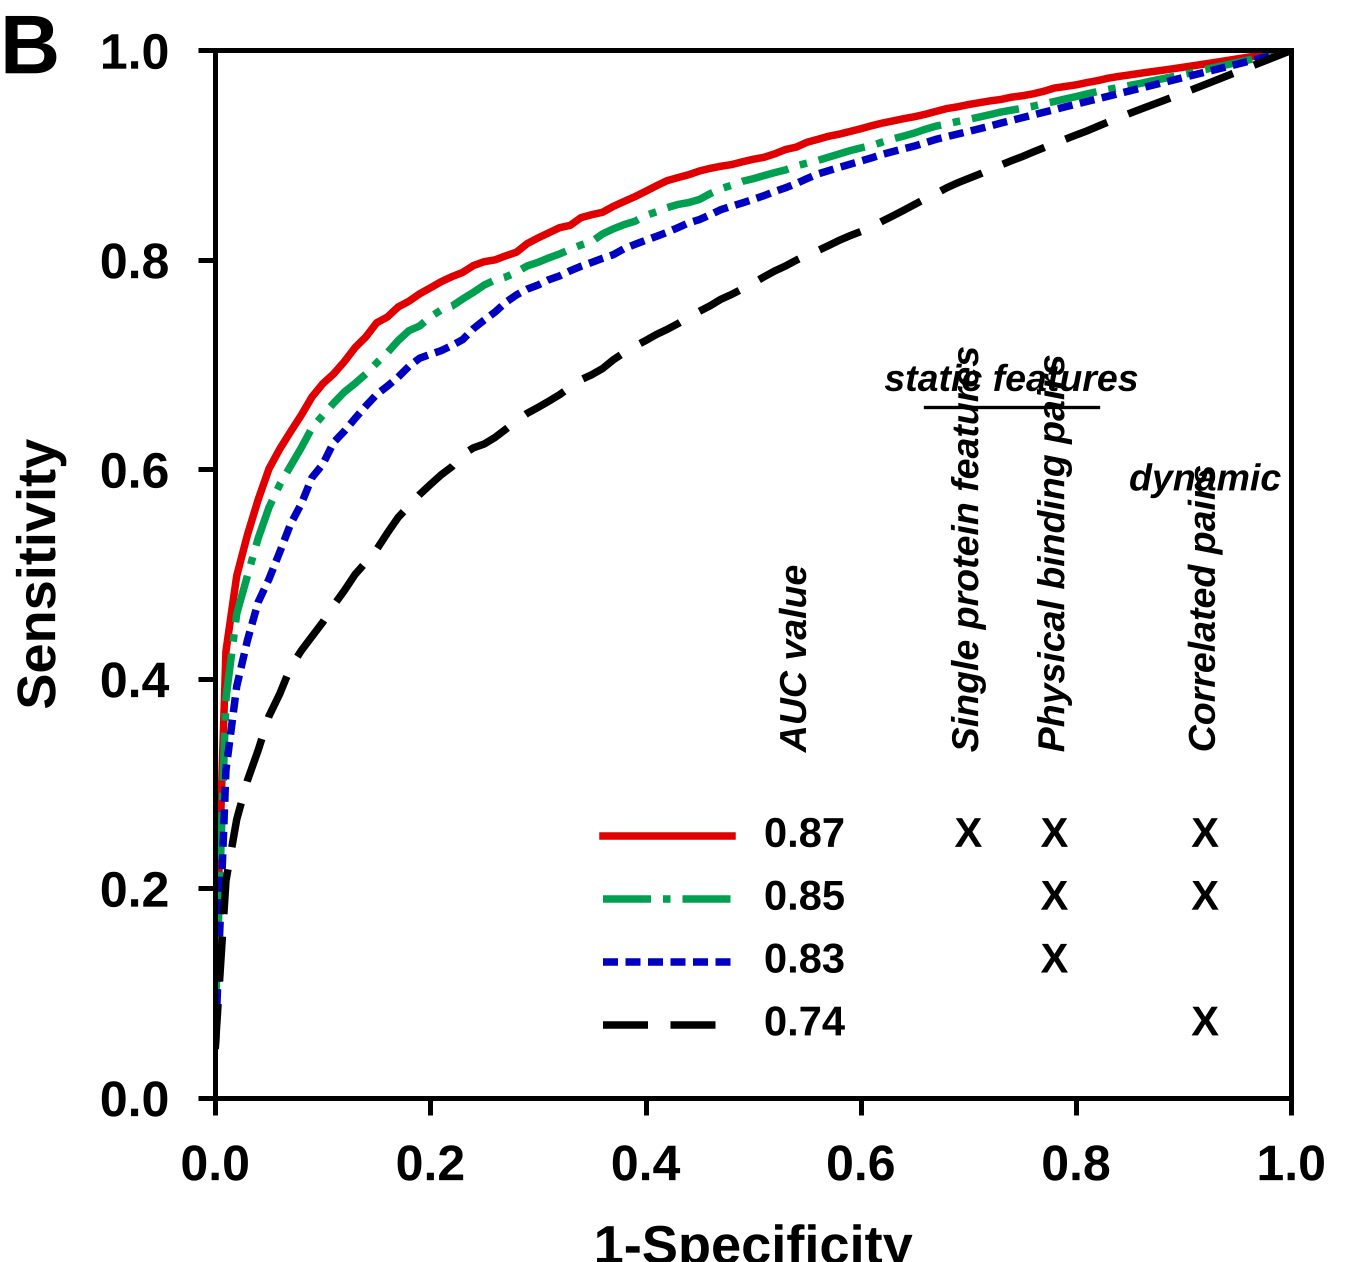 B
1.0
0.8
0.6
0.4
0.2
0.0
Sensitivity
0.0 0.2 0.4 0.6 0.8 1.0
1-Specificity
static features
dynamic
AUC value
Single protein features
Physical binding pairs
Correlated pairs
0.87 X X X
0.85 X X
0.83 X
0.74 X